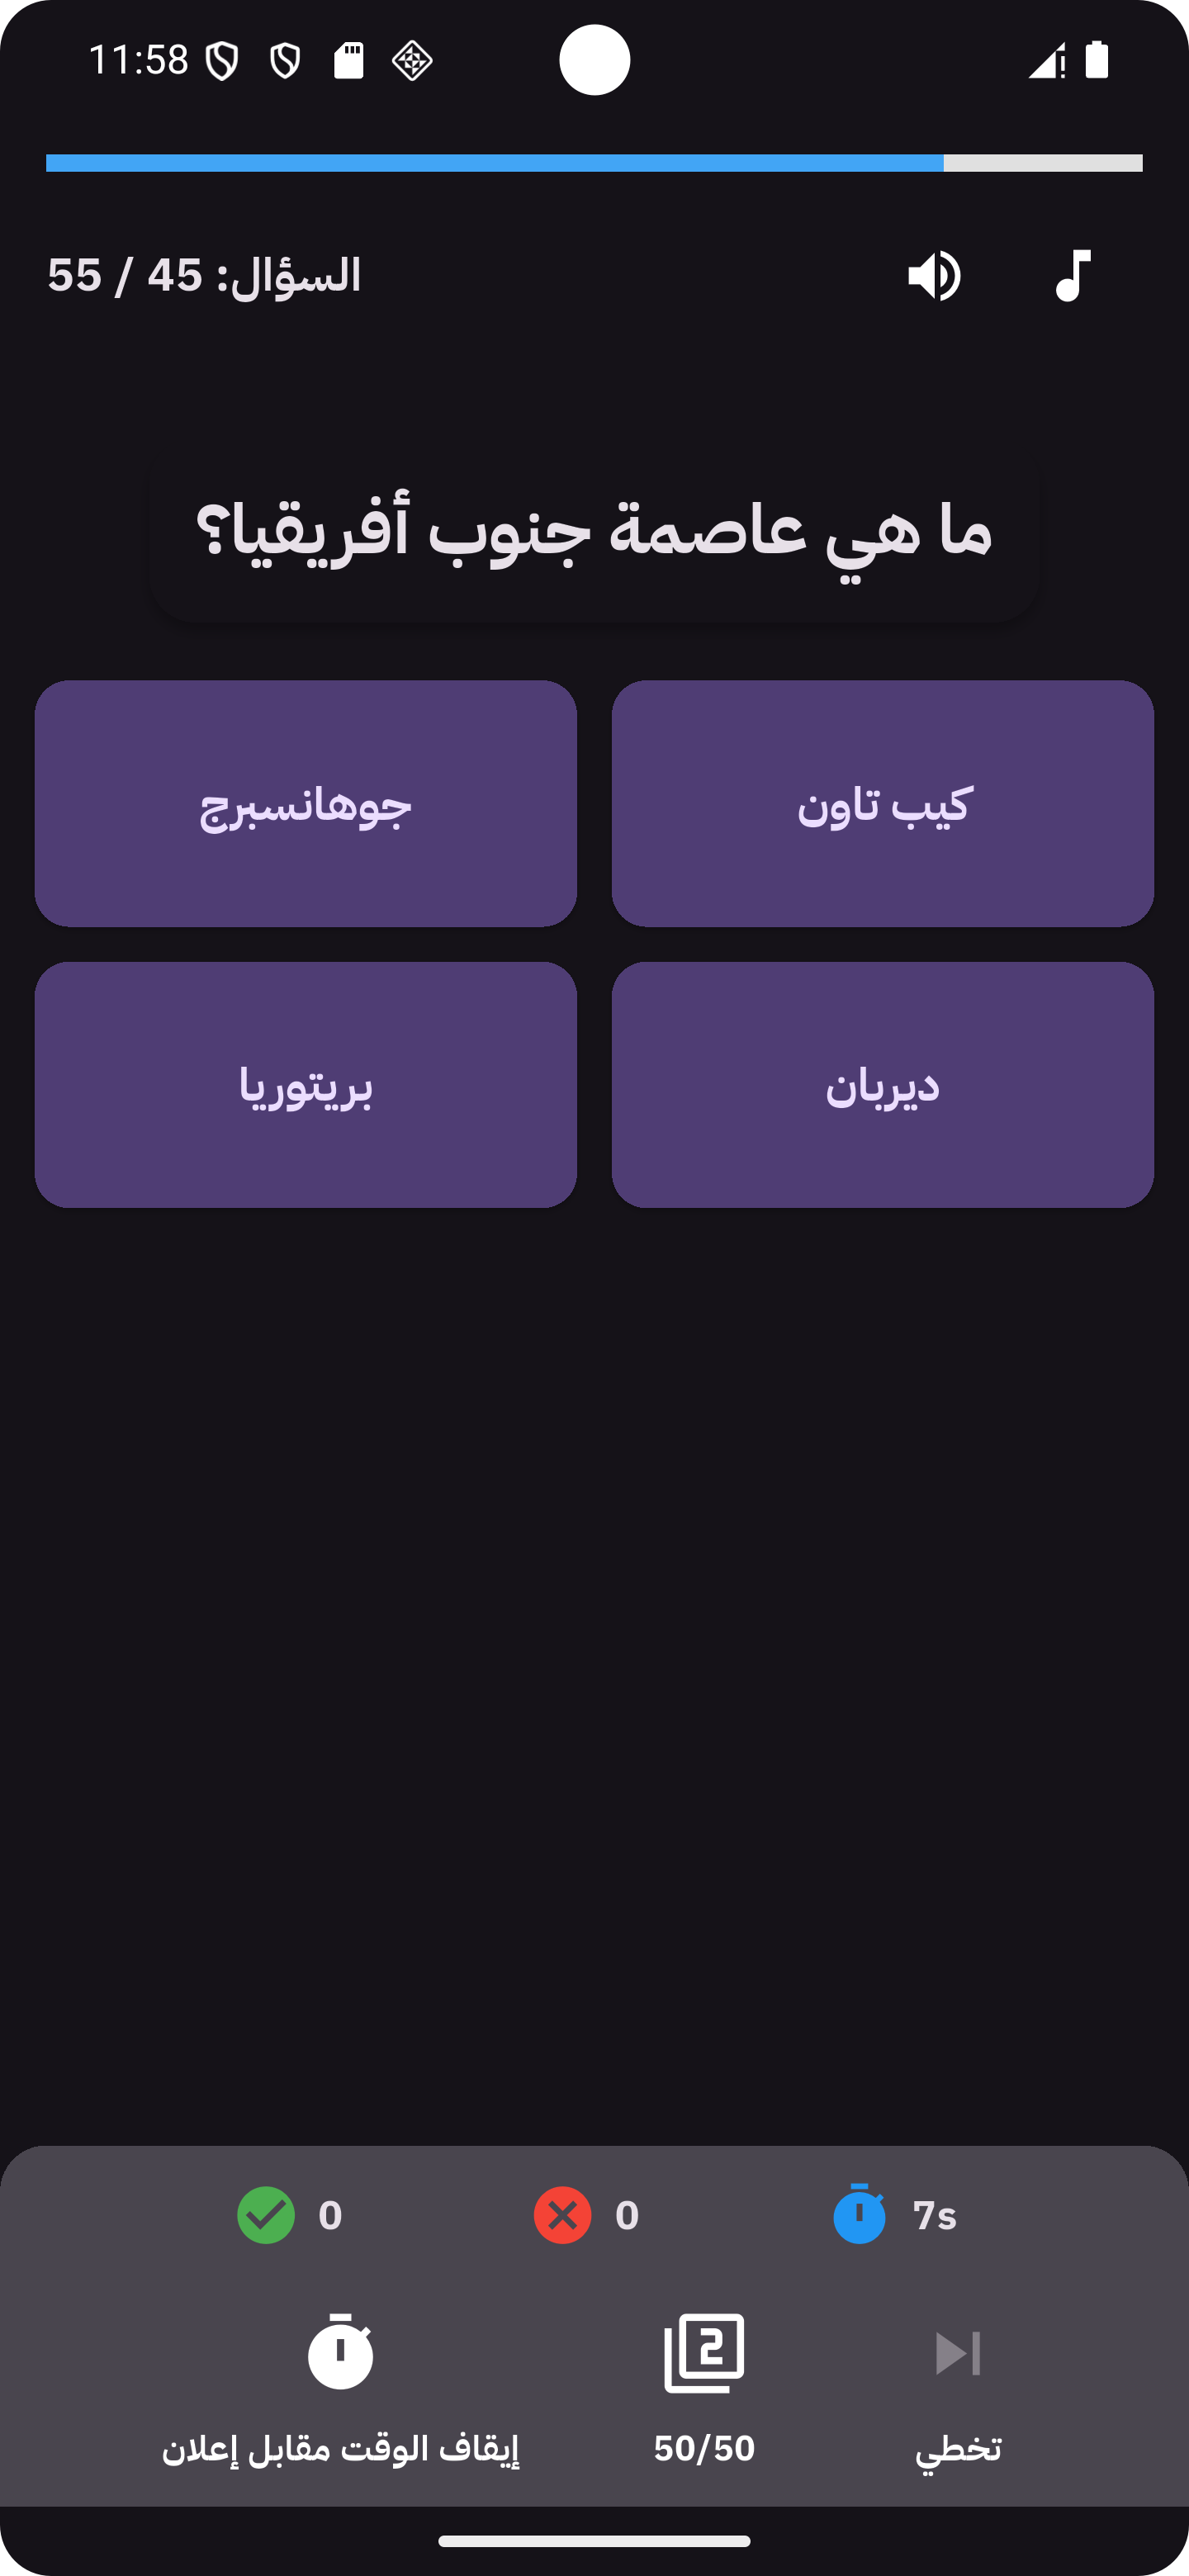 11:58
السؤال: 45 / 55
ما هي عاصمة جنوب أفريقيا؟
كيب تاون
جوهانسبرج
ديربان
بريتوريا
0
0
7s
إيقاف الوقت مقابل إعلان
50/50
تخطي